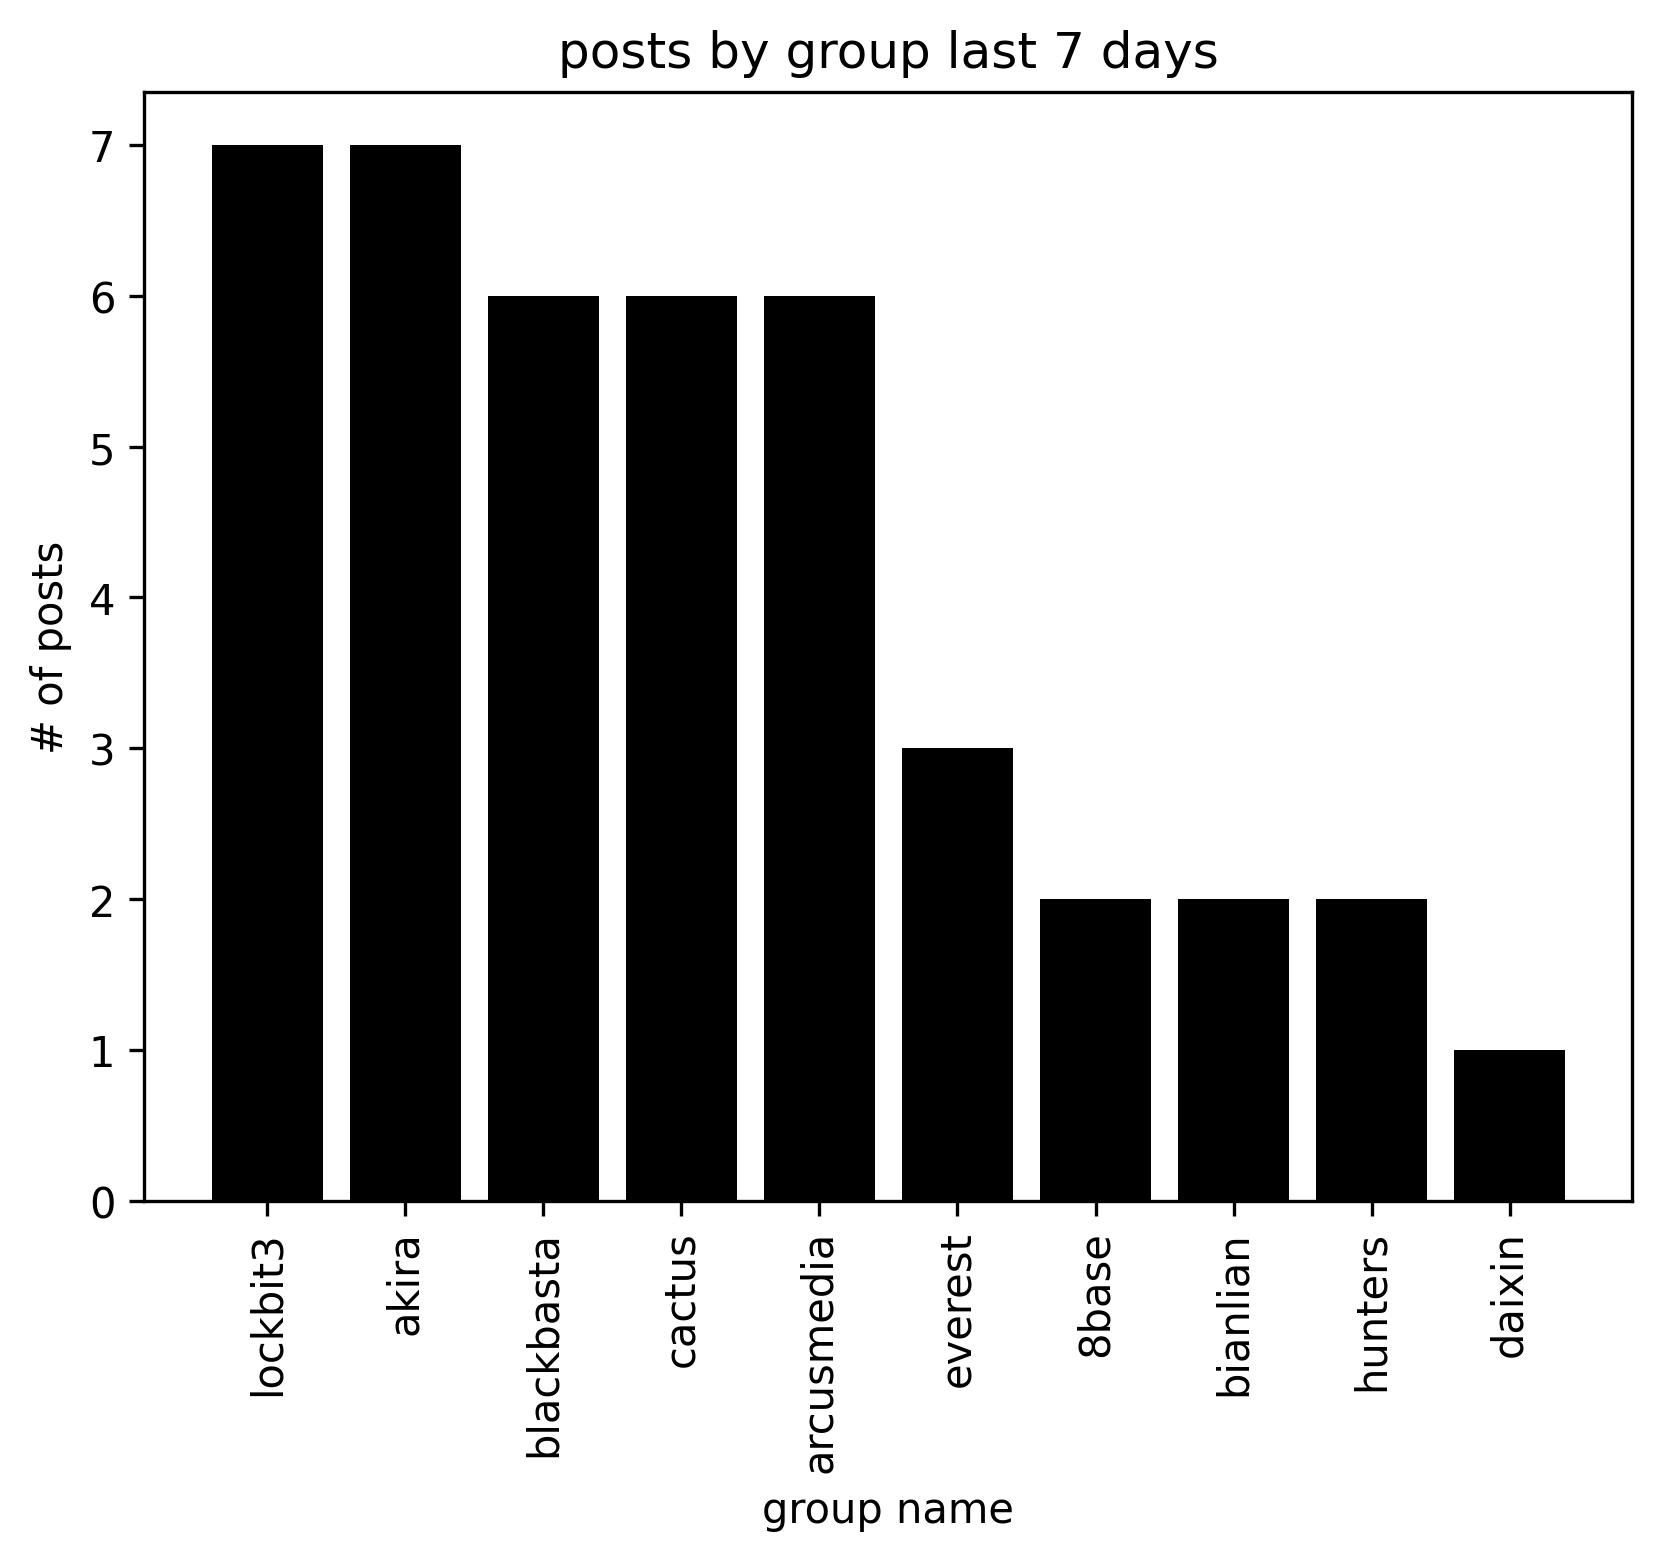 posts by group last 7 days
# of posts
7
6
5
4
3
2
1
0
lockbit3
akira
blackbasta
cactus
arcusmedia
everest
8base
bianlian
hunters
daixin
group name